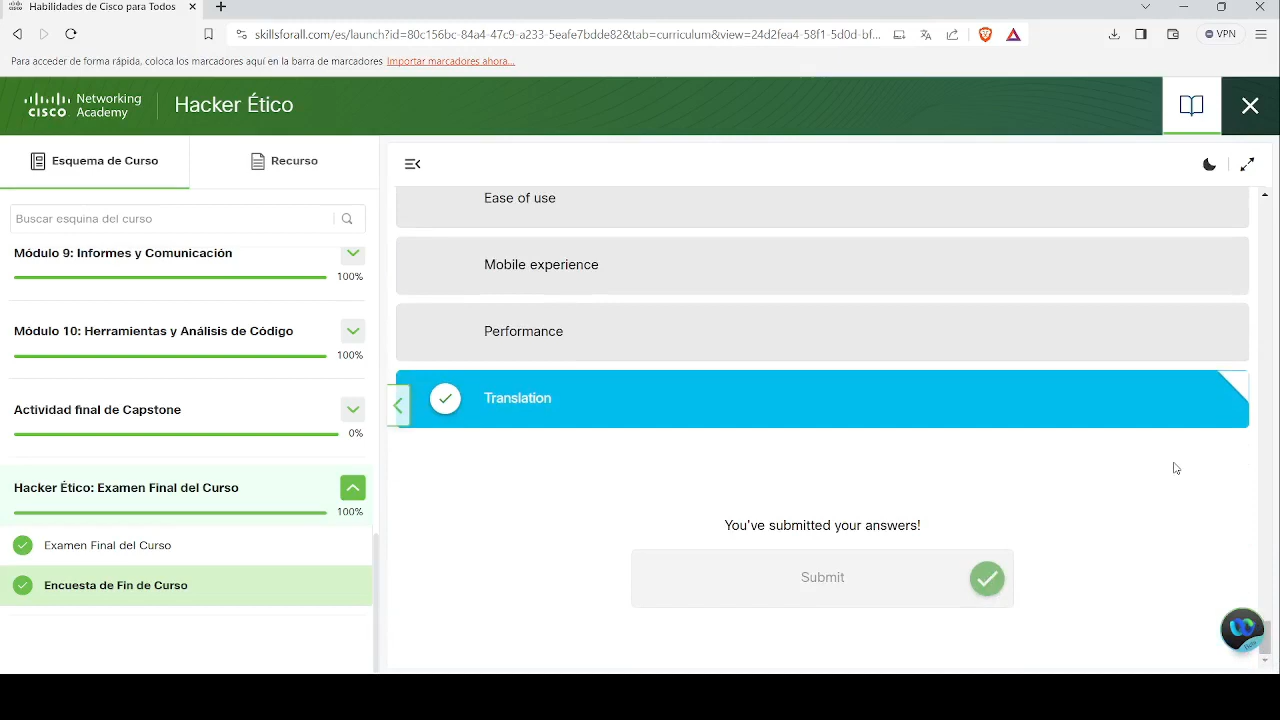 Habilidades de Cisco para Todos
skillsforall.com/es/launch?id=80c156bc-84a4-47c9-a233-5eafe7bdde82&tab=curriculum&view=24d2fea4-58f1-5d0d-bf...
VPN
Para acceder de forma rápida, coloca los marcadores aquí en la barra de marcadores Importar marcadores ahora...
Networking
CISCO Academy
Hacker Ético
Esquema de Curso
Recurso
Buscar esquina del curso
Ease of use
Módulo 9: Informes y Comunicación
100%
Mobile experience
Módulo 10: Herramientas y Análisis de Código
100%
Performance
Actividad final de Capstone
0%
Translation
Hacker Ético: Examen Final del Curso
100%
Examen Final del Curso
Encuesta de Fin de Curso
You've submitted your answers!
Submit